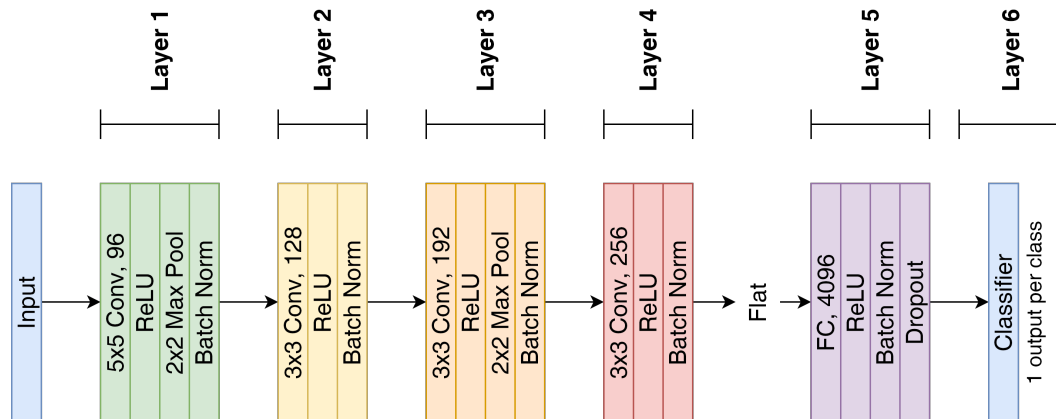 Layer 1
Layer 2
Layer 3
Layer 4
Layer 5
Layer 6
Input
5x5 Conv, 96
ReLU
2x2 Max Pool
Batch Norm
3x3 Conv, 128
ReLU
Batch Norm
3x3 Conv, 192
ReLU
2x2 Max Pool
Batch Norm
3x3 Conv, 256
ReLU
Batch Norm
Flat
FC, 4096
ReLU
Batch Norm
Dropout
Classifier
1 output per class